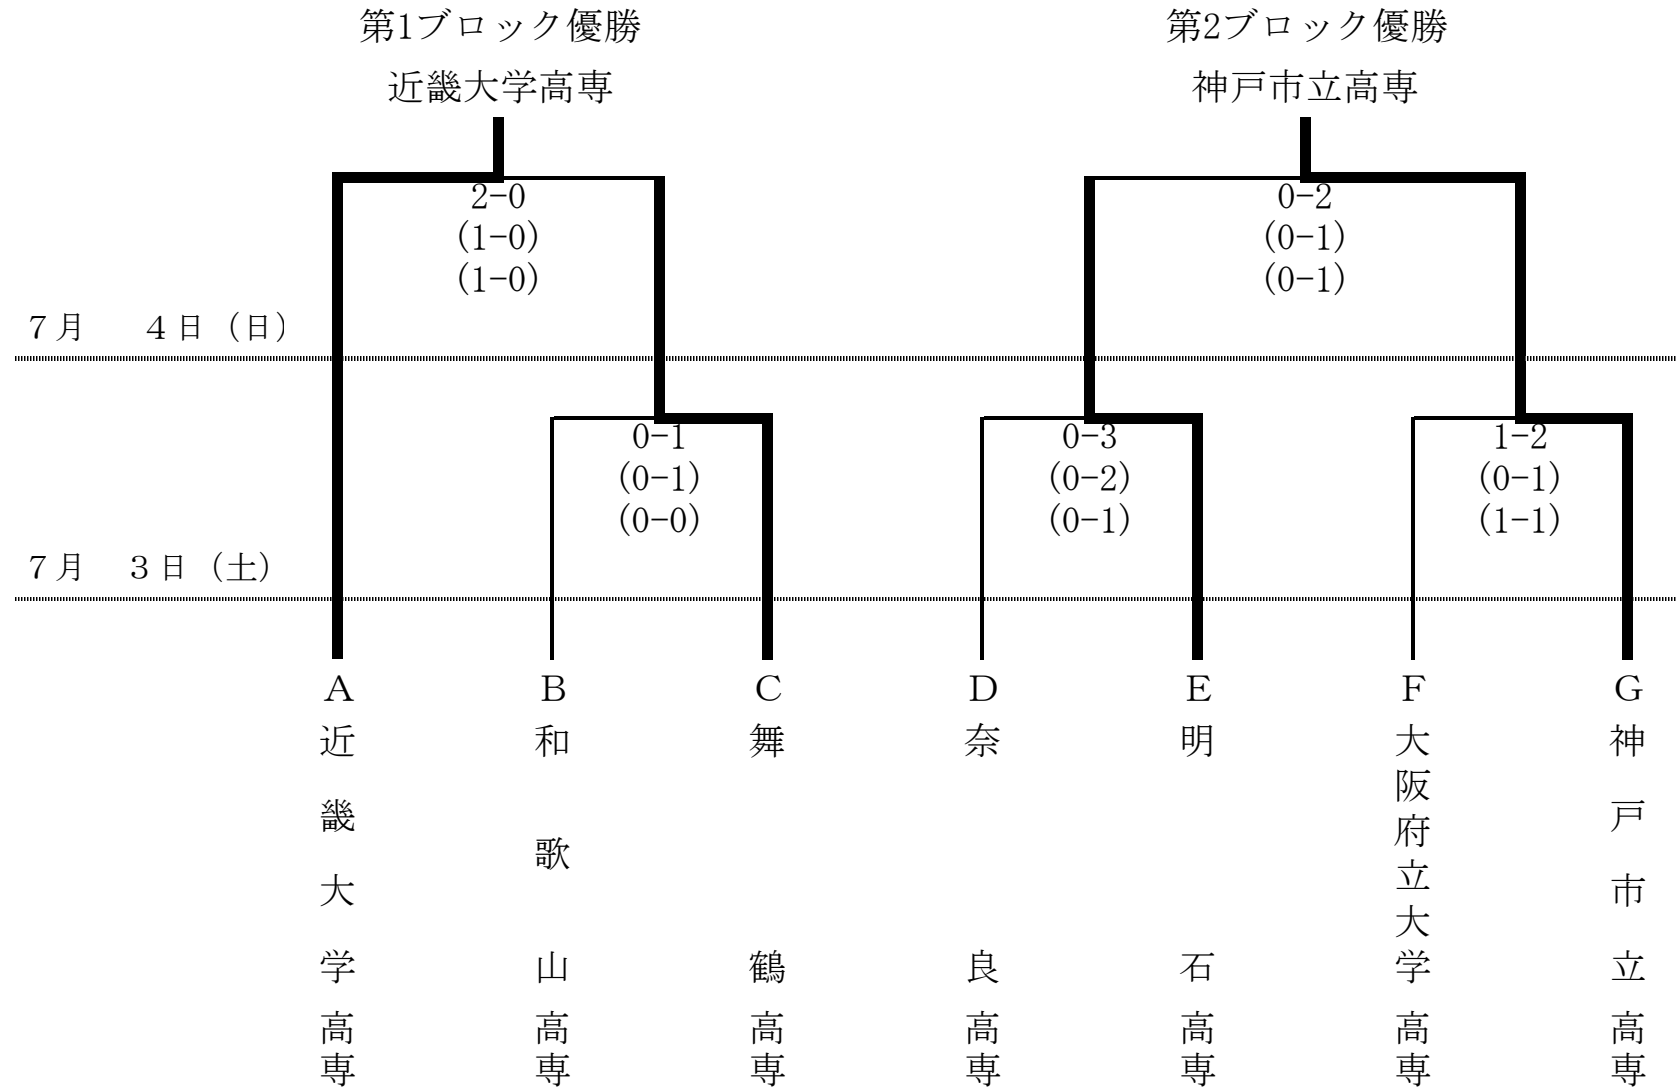 第1ブロック優勝
第2ブロック優勝
近畿大学高専
神戸市立高専
2-0
(1-0)
(1-0)
0-2
(0-1)
(0-1)
７月　４日（日）
0-1
(0-1)
(0-0)
0-3
(0-2)
(0-1)
1-2
(0-1)
(1-1)
７月　３日（土）
A
B
C
D
E
F
G
近畿大学高専
和歌山高専
舞鶴高専
奈良高専
明石高専
大阪府立大学高専
神戸市立高専